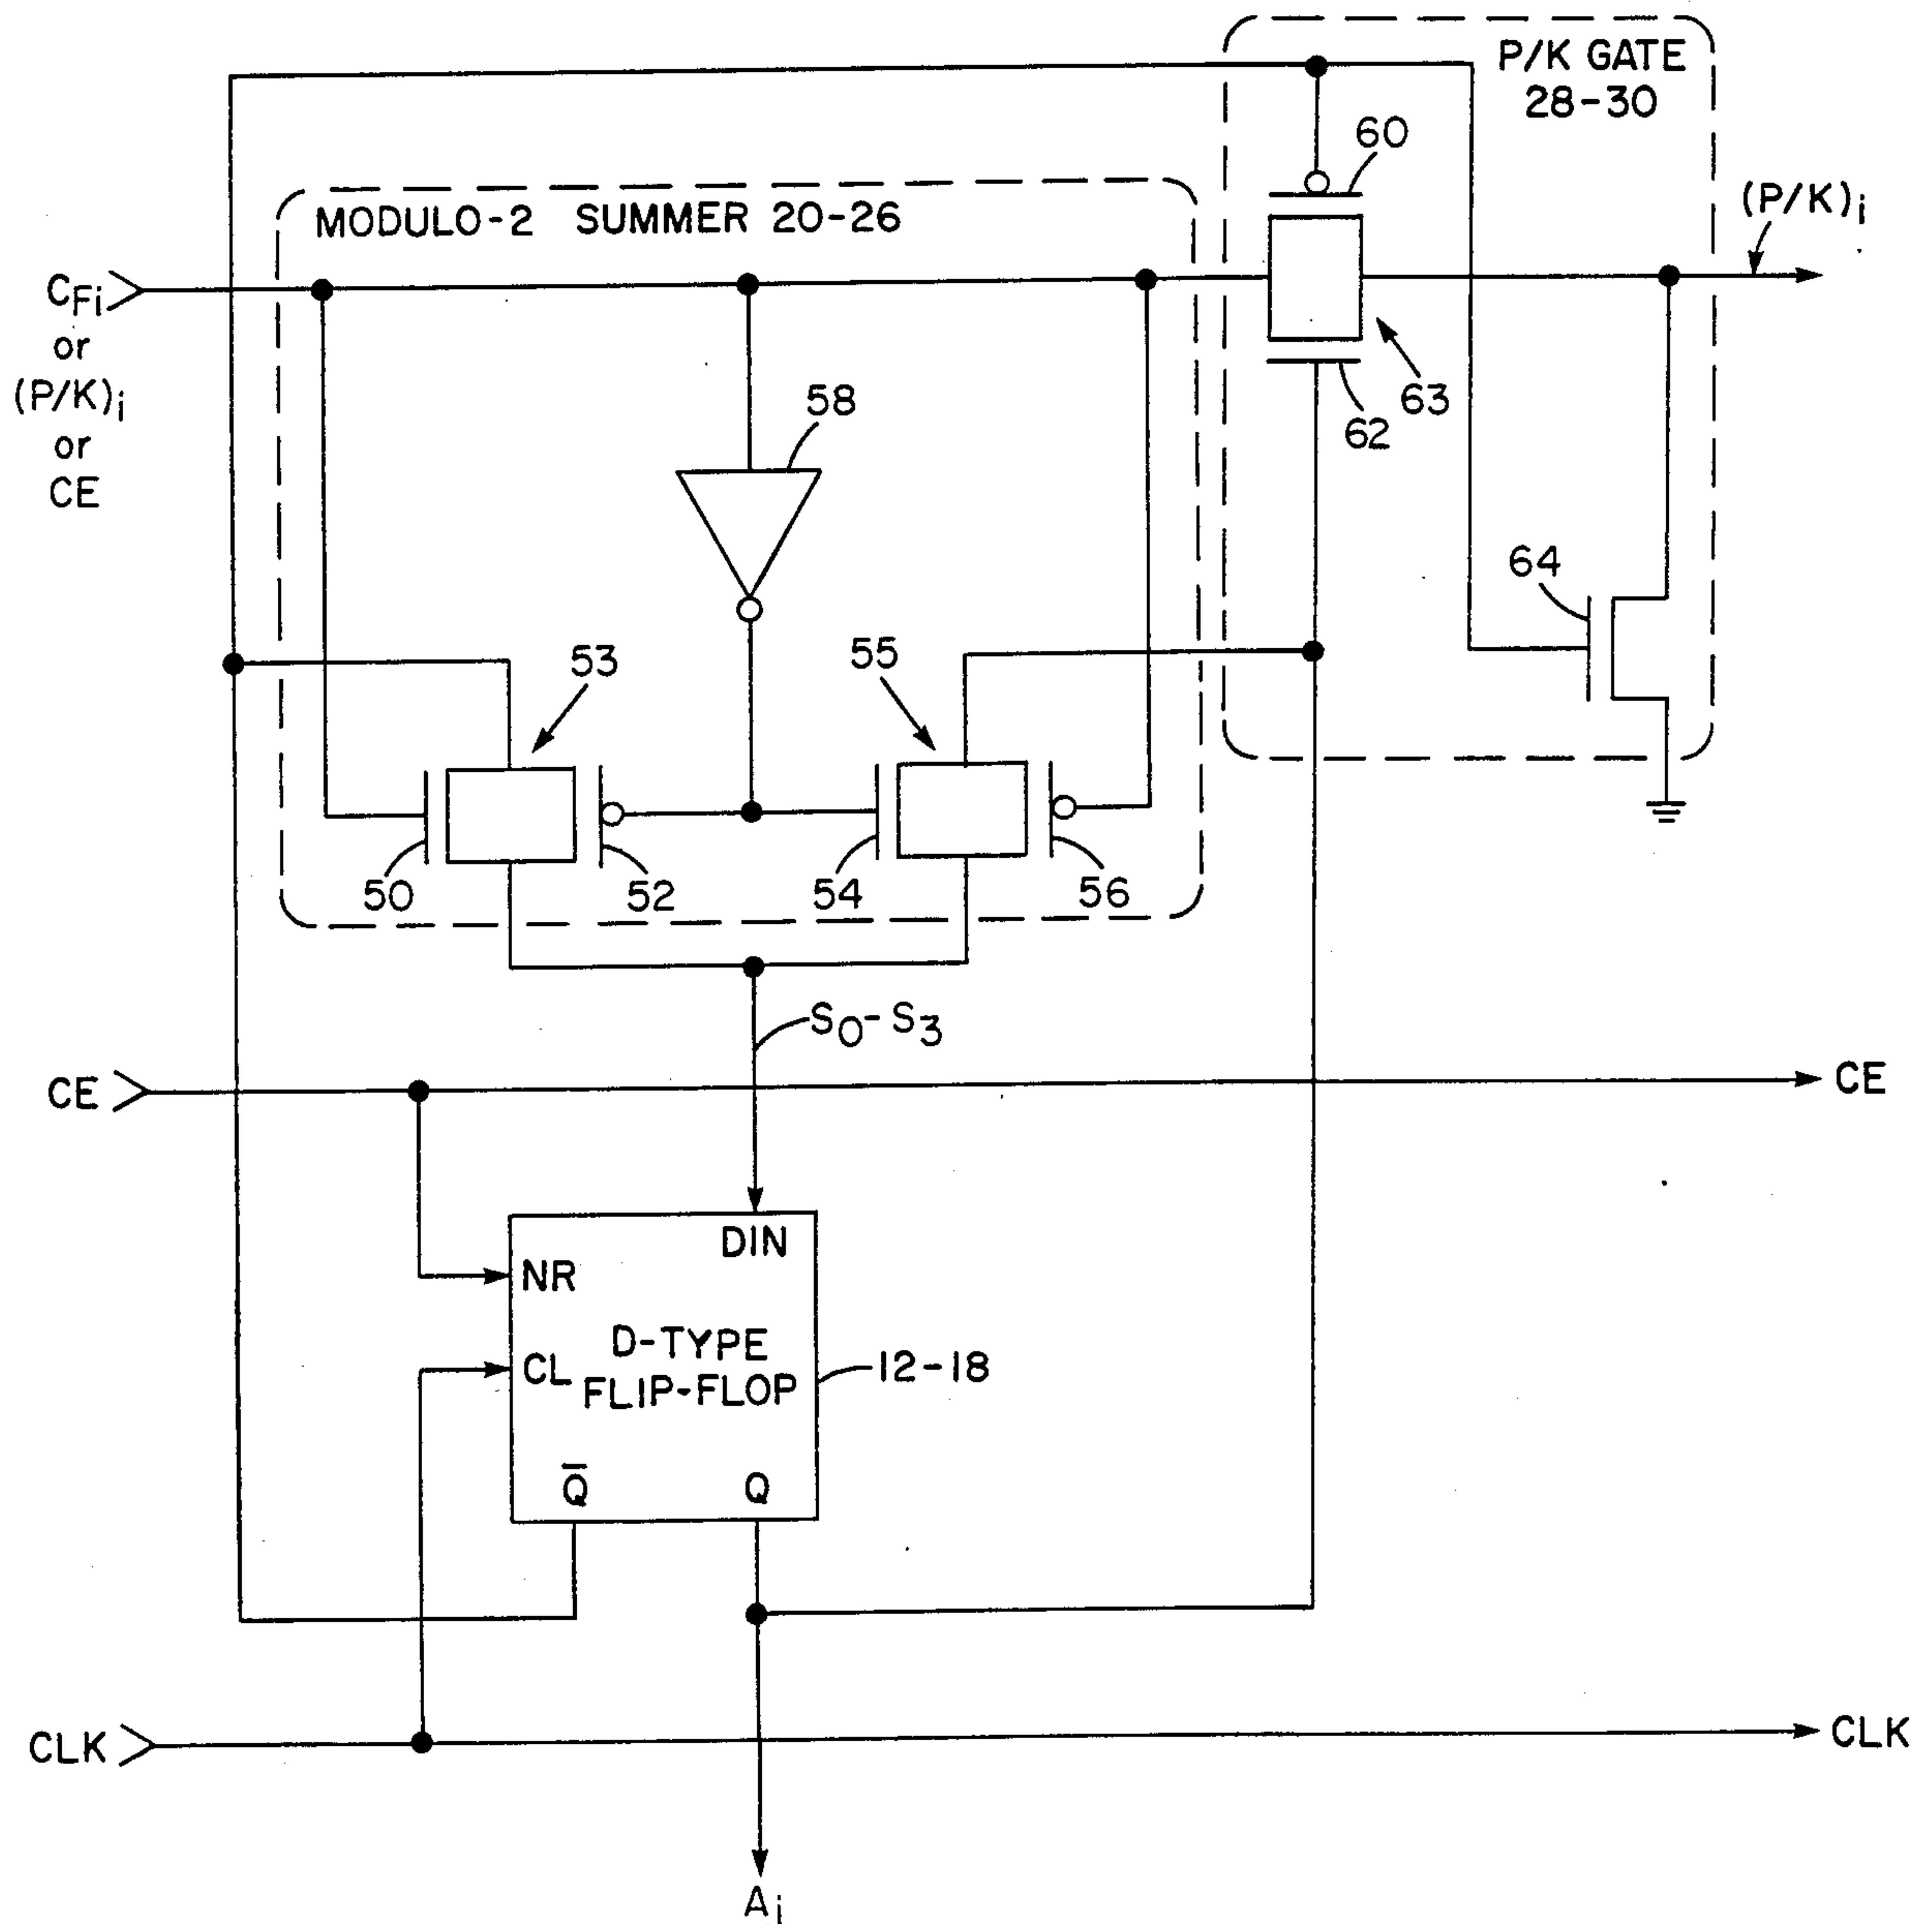 P/K GATE
28-30
60
(P/K)i
MODULO-2 SUMMER 20-26
CFi
or
(P/K)i
or
CE
58
63
62
64
53
55
50
52
54
56
S0-S3
CE
CE
DIN
NR
D-TYPE
FLIP-FLOP
CL
12-18
Q̅
Q
CLK
CLK
Ai